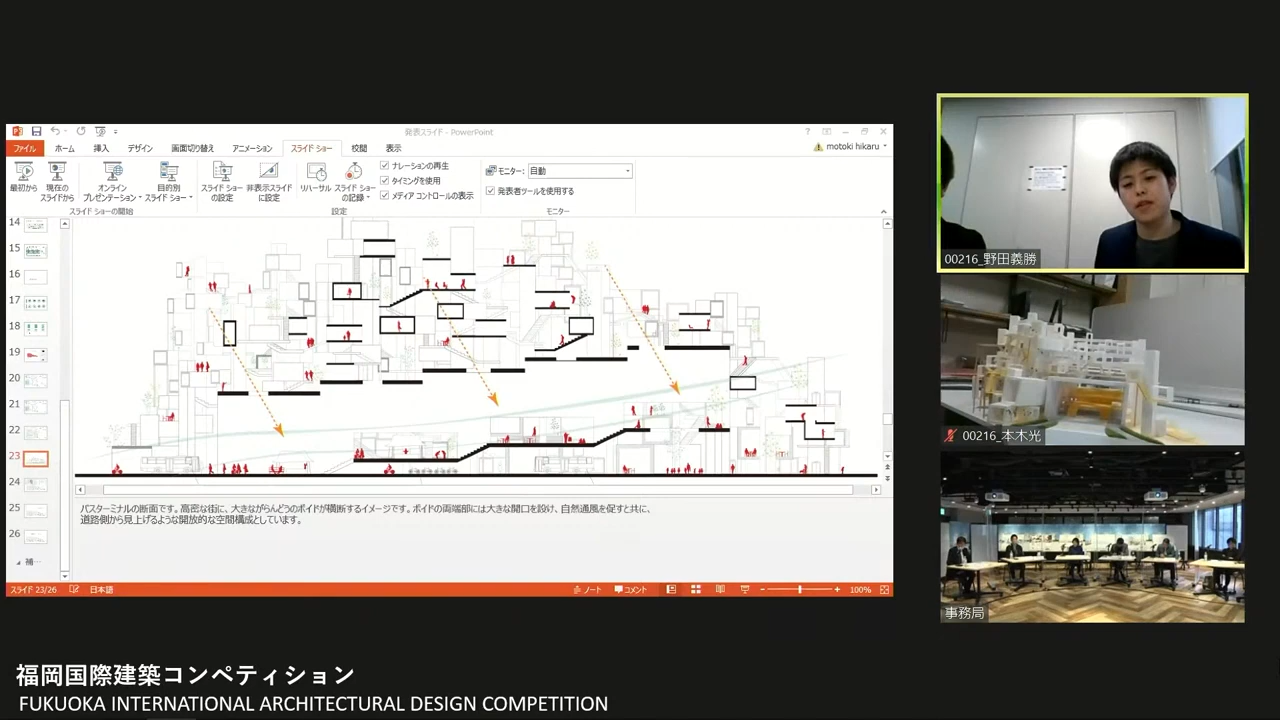 発表スライド - PowerPoint
ファイル ホーム 挿入 デザイン 画面切り替え アニメーション スライド ショー 校閲 表示
motoki hikaru
最初から
現在の
スライドから
オンライン
プレゼンテーション
目的別
スライド ショー
スライド ショー
の設定
非表示スライド
に設定
リハーサル
スライド ショー
の記録
ナレーションの再生
タイミングを使用
メディア コントロールの表示
モニター: 自動
発表者ツールを使用する
スライド ショーの開始
設定
モニター
14
15
16
17
18
19
20
21
22
23
24
25
26
補…
バスターミナルの断面です。高密な街に、大きながらんどうのボイドが横断するイメージです。ボイドの両端部には大きな開口を設け、自然通風を促すと共に、
道路側から見上げるような開放的な空間構成としています。
スライド 23/26 日本語
ノート コメント 100%
00216_野田義勝
00216_本木光
事務局
福岡国際建築コンペティション
FUKUOKA INTERNATIONAL ARCHITECTURAL DESIGN COMPETITION